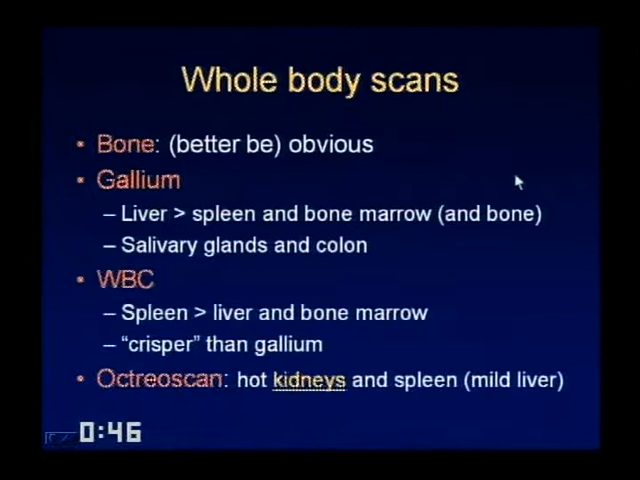 Whole body scans
• Bone: (better be) obvious
• Gallium
– Liver > spleen and bone marrow (and bone)
– Salivary glands and colon
• WBC
– Spleen > liver and bone marrow
– “crisper” than gallium
• Octreoscan: hot kidneys and spleen (mild liver)
0:46